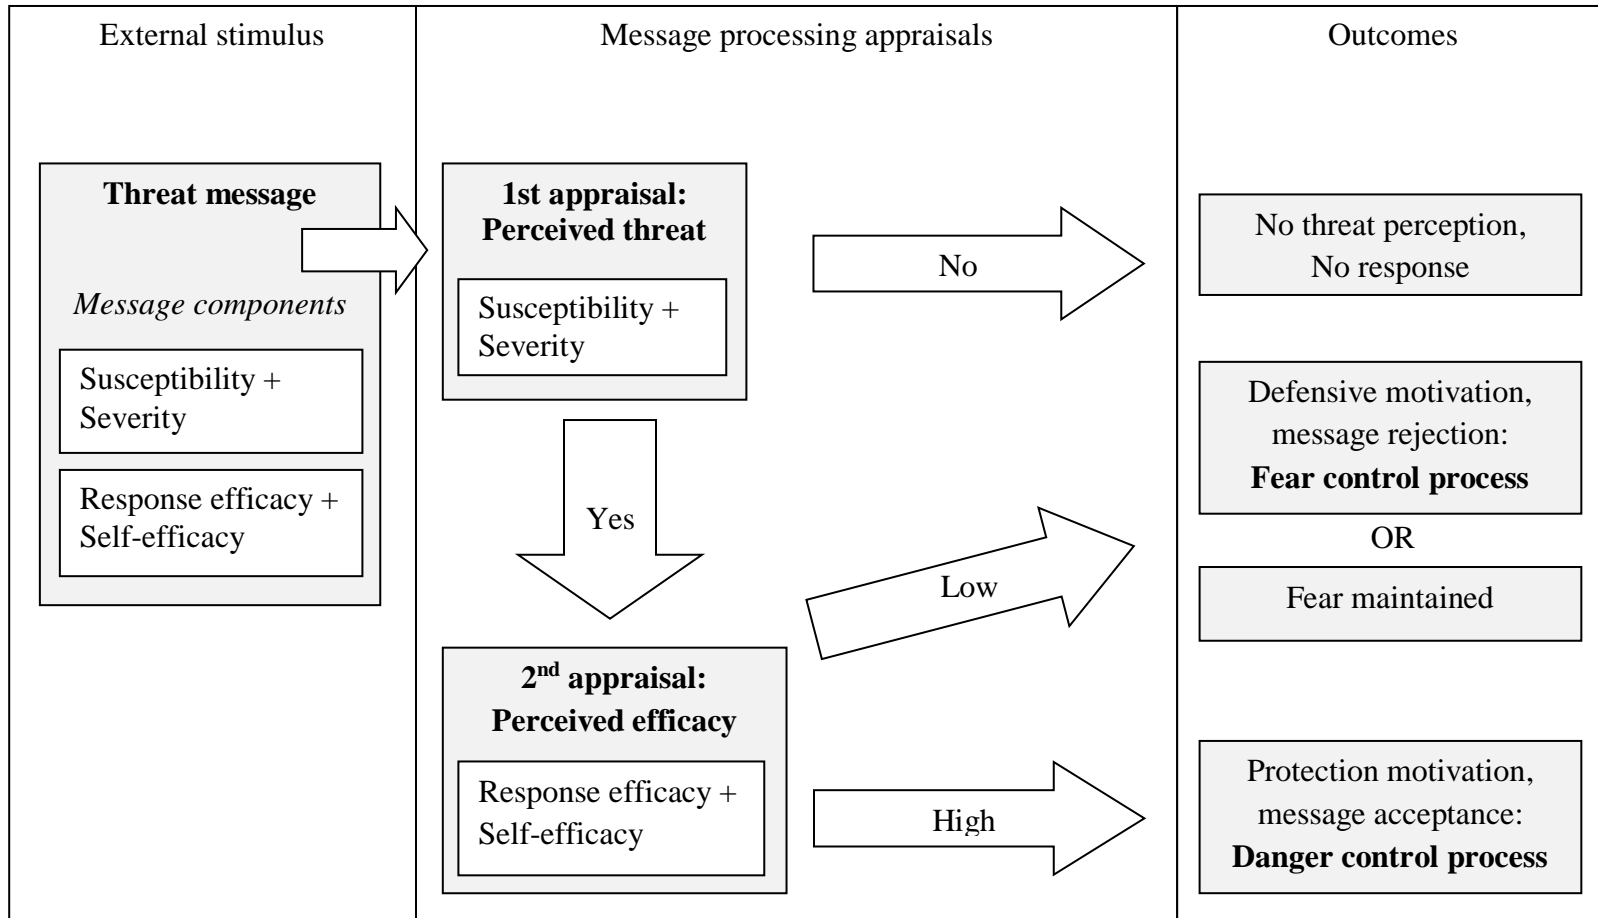 External stimulus
Message processing appraisals
Outcomes
Threat message
Message components
Susceptibility +
Severity
Response efficacy +
Self-efficacy
1st appraisal:
Perceived threat
Susceptibility +
Severity
No
No threat perception,
No response
Yes
Defensive motivation,
message rejection:
Fear control process
OR
Fear maintained
Low
2nd appraisal:
Perceived efficacy
Response efficacy +
Self-efficacy
High
Protection motivation,
message acceptance:
Danger control process